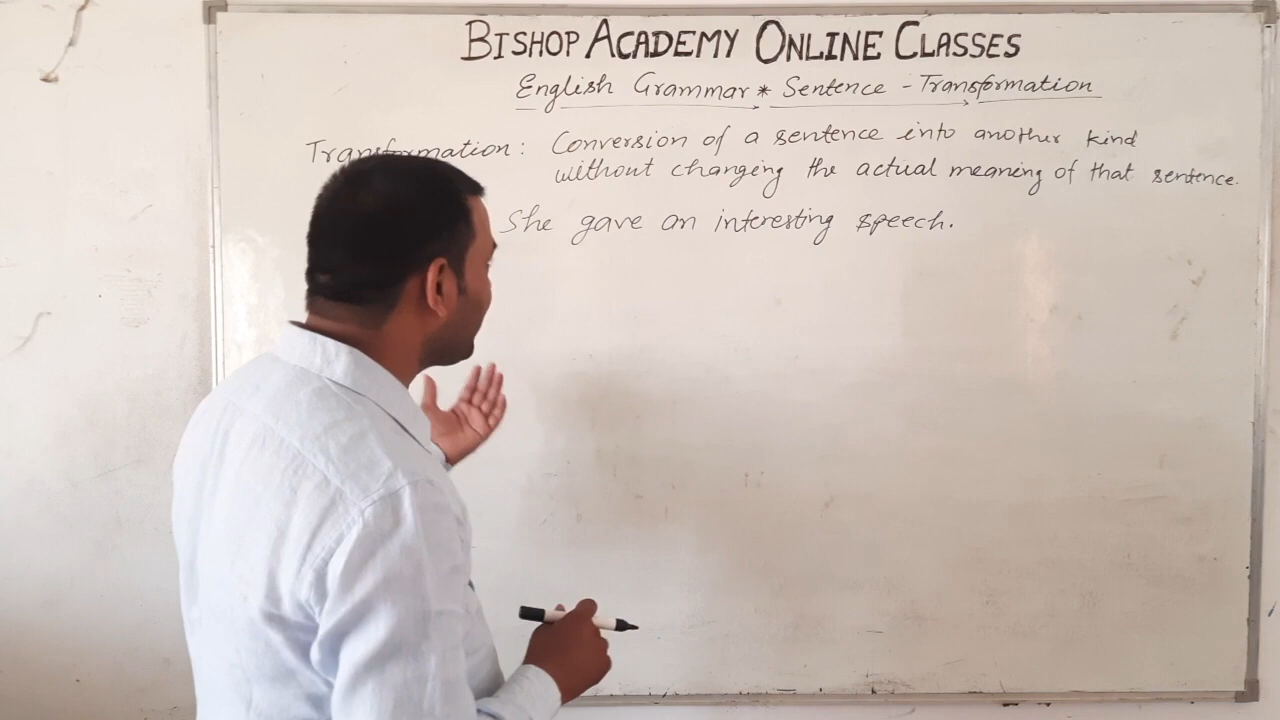 BISHOP ACADEMY ONLINE CLASSES
English Grammar * Sentence - Transformation
Transformation: Conversion of a sentence into another kind
without changing the actual meaning of that sentence.
She gave an interesting speech.